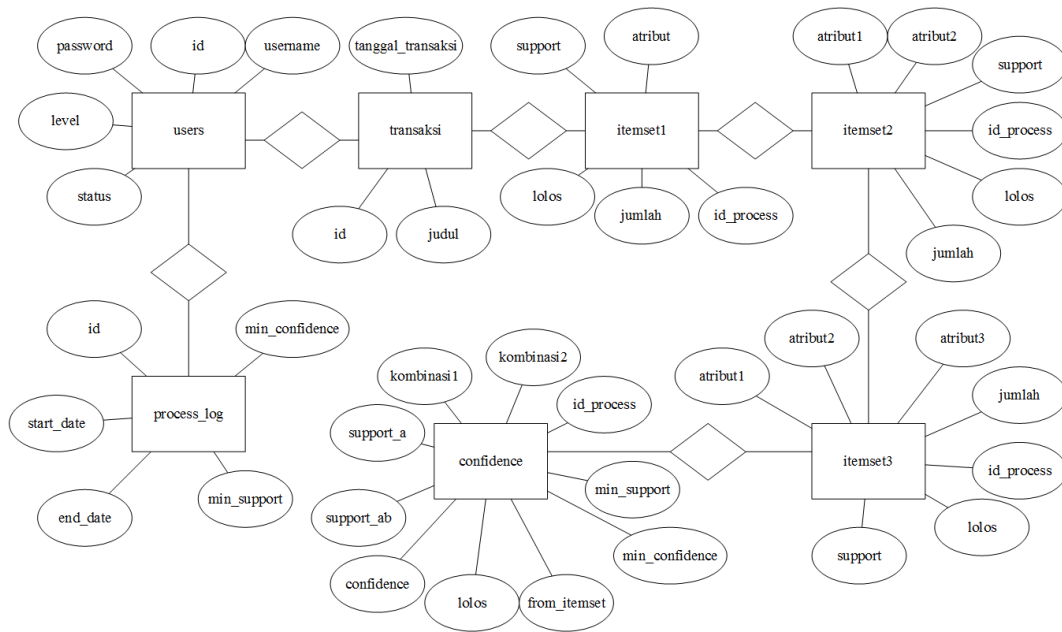 password
id
username
level
users
status
tanggal_transaksi
transaksi
id
judul
support
atribut
itemset1
lolos
jumlah
id_process
atribut1
atribut2
support
itemset2
id_process
lolos
jumlah
id
min_confidence
start_date
process_log
end_date
min_support
kombinasi1
kombinasi2
id_process
support_a
confidence
min_support
support_ab
min_confidence
confidence
lolos
from_itemset
atribut1
atribut2
atribut3
jumlah
itemset3
id_process
lolos
support